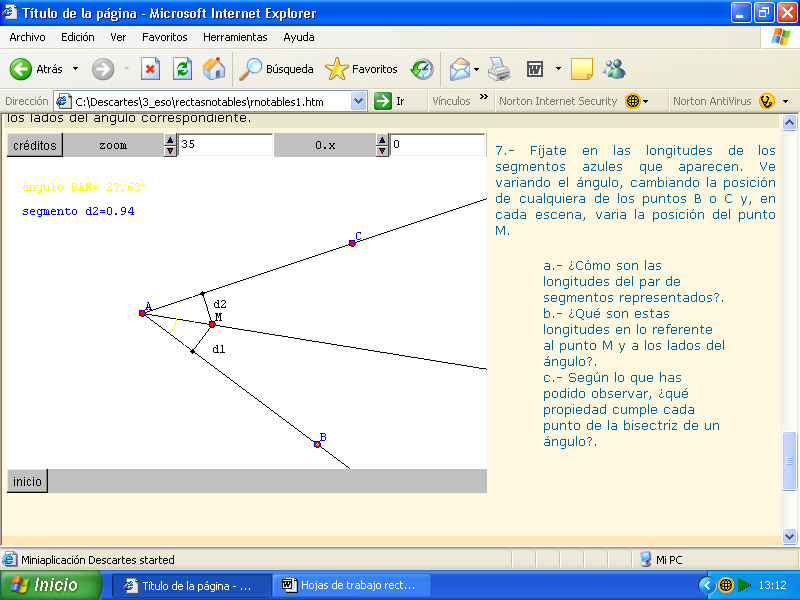 Título de la página - Microsoft Internet Explorer
Archivo Edición Ver Favoritos Herramientas Ayuda
Atrás Búsqueda Favoritos
Dirección C:\Descartes\3_eso\rectasnotables\rnotables1.htm Ir Vínculos » Norton Internet Security Norton AntiVirus
los lados del ángulo correspondiente.
créditos zoom 35 0.x 0
ángulo BAM= 27.63°
segmento d2=0.94
C
A
d2
M
d1
B
inicio
7.- Fíjate en las longitudes de los
segmentos azules que aparecen. Ve
variando el ángulo, cambiando la posición
de cualquiera de los puntos B o C y, en
cada escena, varia la posición del punto
M.
a.- ¿Cómo son las
longitudes del par de
segmentos representados?.
b.- ¿Qué son estas
longitudes en lo referente
al punto M y a los lados del
ángulo?.
c.- Según lo que has
podido observar, ¿qué
propiedad cumple cada
punto de la bisectriz de un
ángulo?.
Miniaplicación Descartes started Mi PC
Inicio Título de la página - ... Hojas de trabajo rect... 13:12